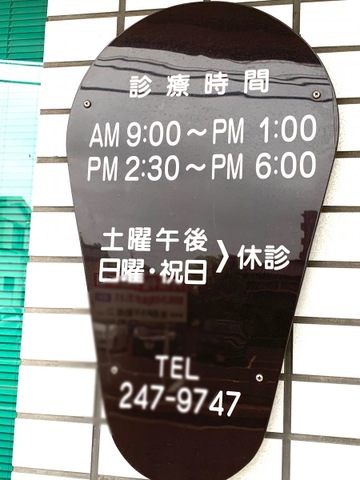 診療時間
AM 9:00～PM 1:00
PM 2:30～PM 6:00
土曜午後
日曜・祝日 〉休診
TEL
247-9747